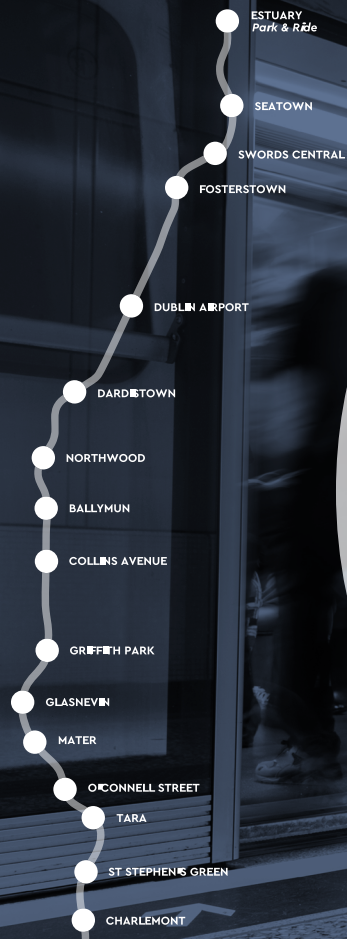 ESTUARY
Park & Ride
SEATOWN
SWORDS CENTRAL
FOSTERSTOWN
DUBLIN AIRPORT
DARDISTOWN
NORTHWOOD
BALLYMUN
COLLINS AVENUE
GRIFFITH PARK
GLASNEVIN
MATER
O'CONNELL STREET
TARA
ST STEPHEN'S GREEN
CHARLEMONT